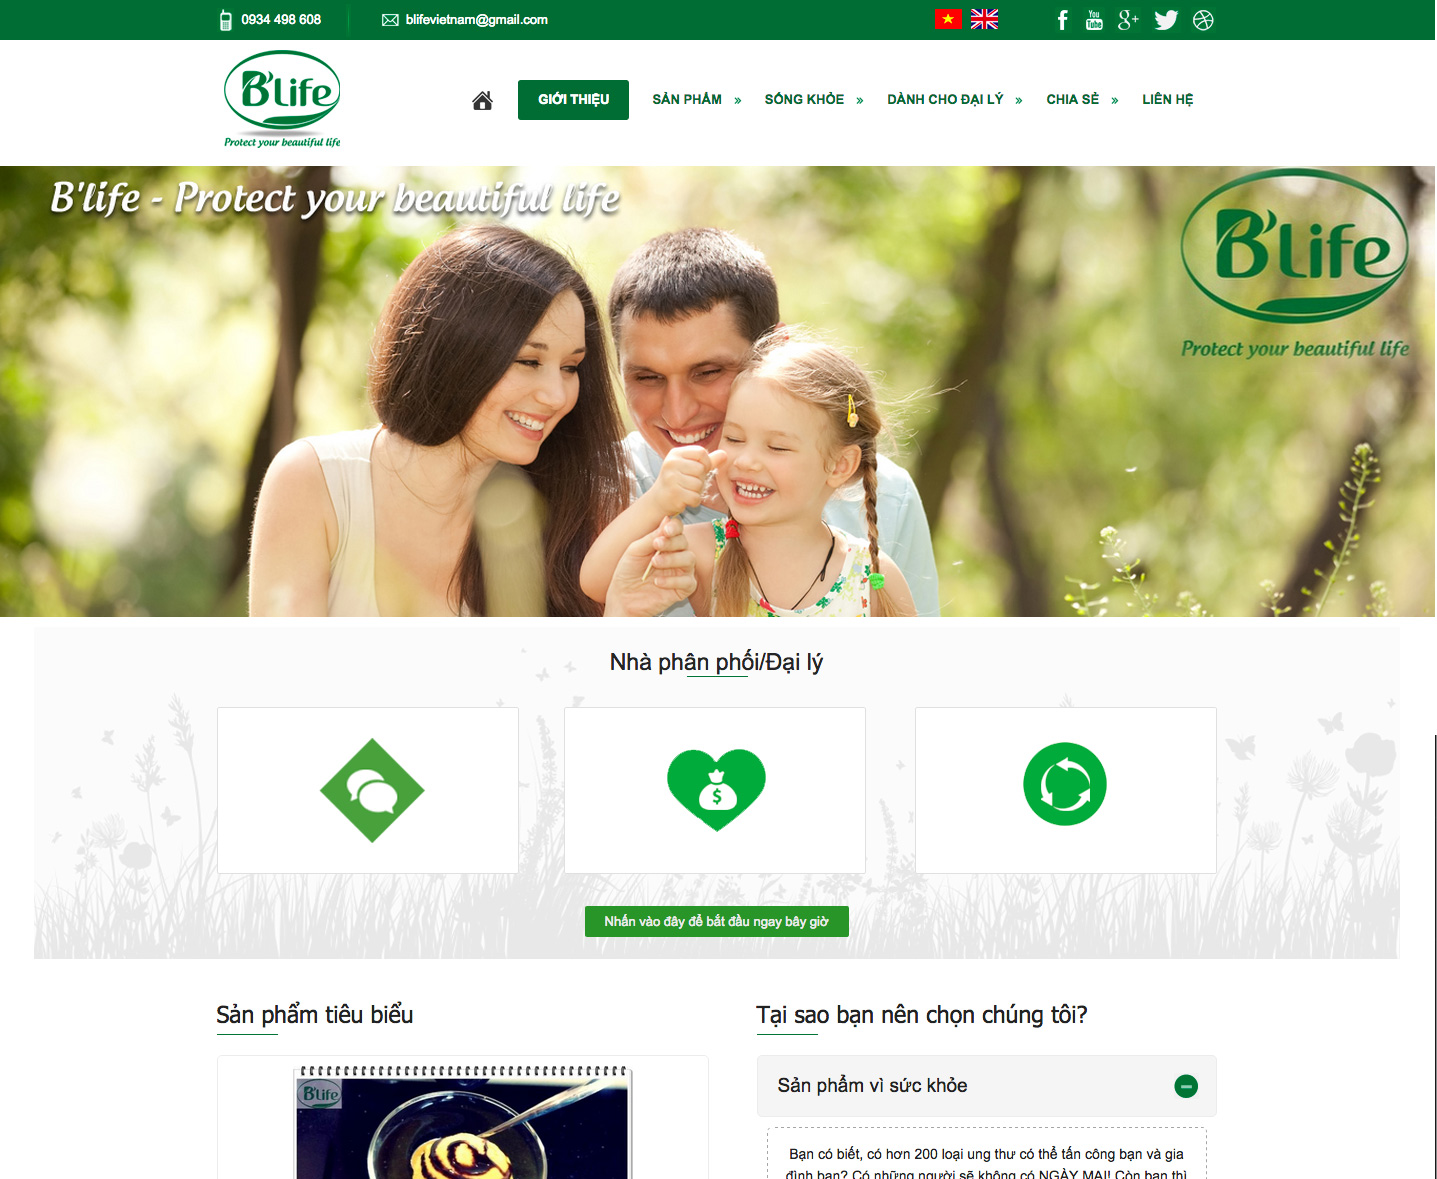 0934 498 608
blifevietnam@gmail.com
B'Life
Protect your beautiful life
GIỚI THIỆU
SẢN PHẨM »
SỐNG KHỎE »
DÀNH CHO ĐẠI LÝ »
CHIA SẺ »
LIÊN HỆ
B'life - Protect your beautiful life
B'Life
Protect your beautiful life
Nhà phân phối/Đại lý
Nhấn vào đây để bắt đầu ngay bây giờ
Sản phẩm tiêu biểu
B'Life
Tại sao bạn nên chọn chúng tôi?
Sản phẩm vì sức khỏe
Bạn có biết, có hơn 200 loại ung thư có thể tấn công bạn và gia
đình bạn? Có những người sẽ không có NGÀY MAI! Còn bạn thì